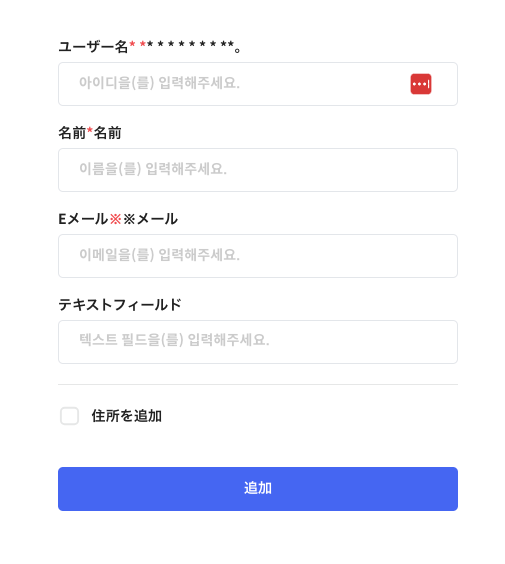 ユーザー名* ** * * * * * * * **。
아이디을(를) 입력해주세요.
名前*名前
이름을(를) 입력해주세요.
Eメール※※メール
이메일을(를) 입력해주세요.
テキストフィールド
텍스트 필드을(를) 입력해주세요.
住所を追加
追加